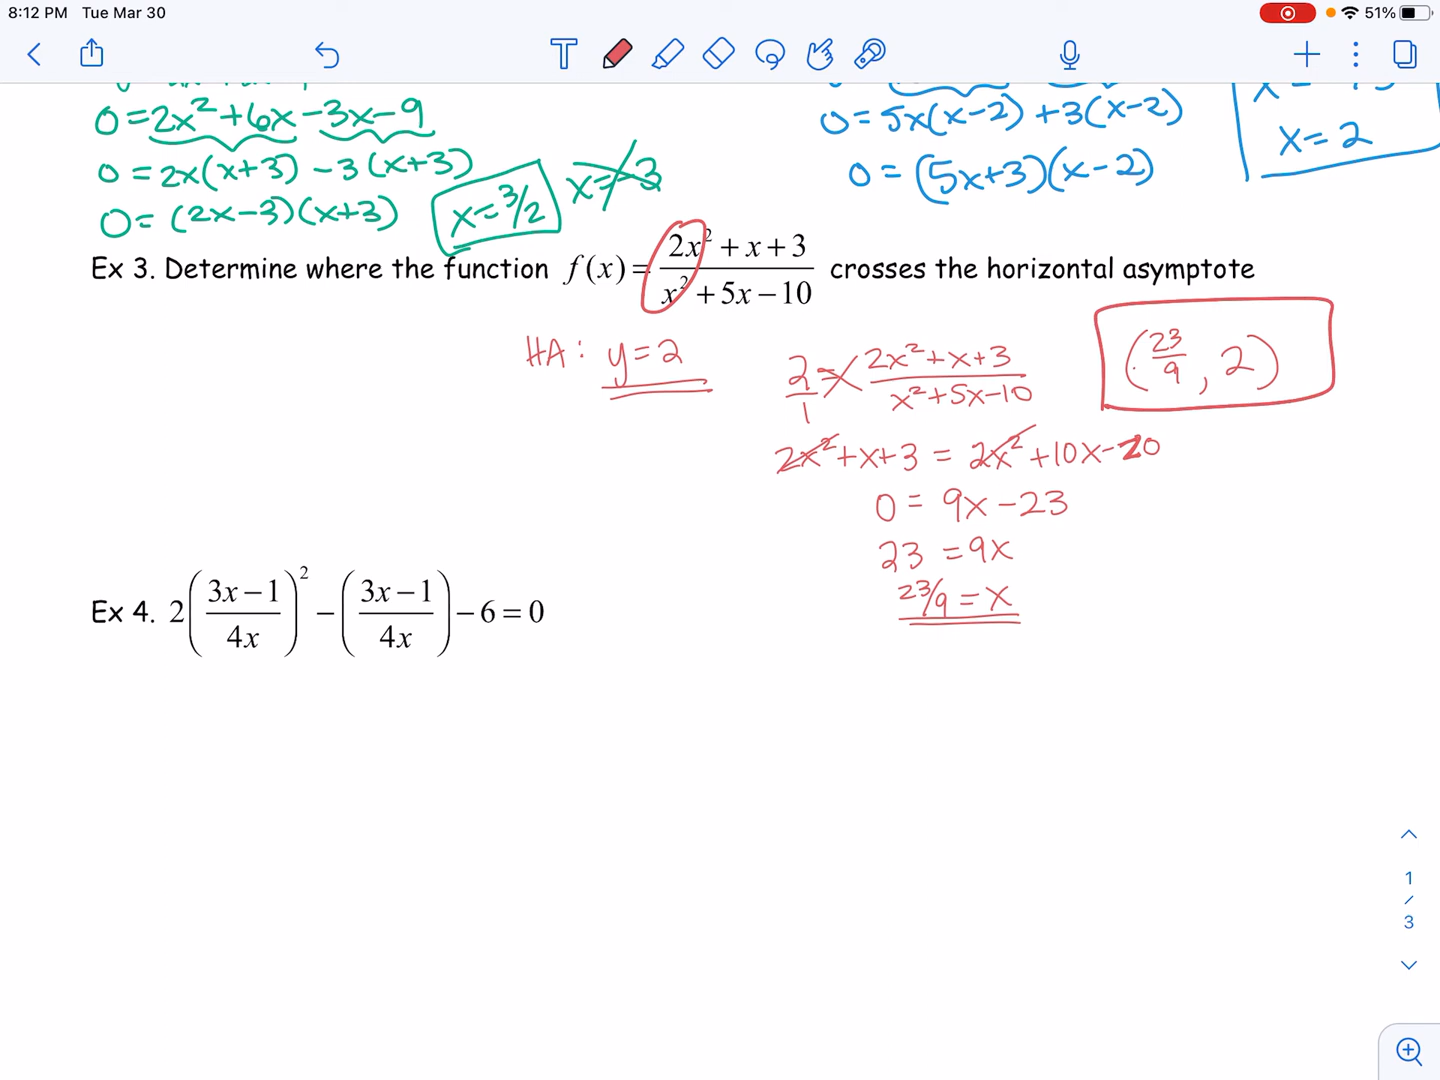 8:12 PM Tue Mar 30
51%
T
0=2x²+6x-3x-9
0=2x(x+3)-3(x+3)
0=(2x-3)(x+3)
x=3/2
x=-3
0=5x(x-2)+3(x-2)
0=(5x+3)(x-2)
x=2
Ex 3. Determine where the function f(x)=(2x²+x+3)/(x²+5x-10) crosses the horizontal asymptote
HA: y=2
2/1=(2x²+x+3)/(x²+5x-10)
(23/9, 2)
2x²+x+3=2x²+10x-20
0=9x-23
23=9x
23/9=x
Ex 4. 2((3x-1)/4x)²-((3x-1)/4x)-6=0
1
/
3